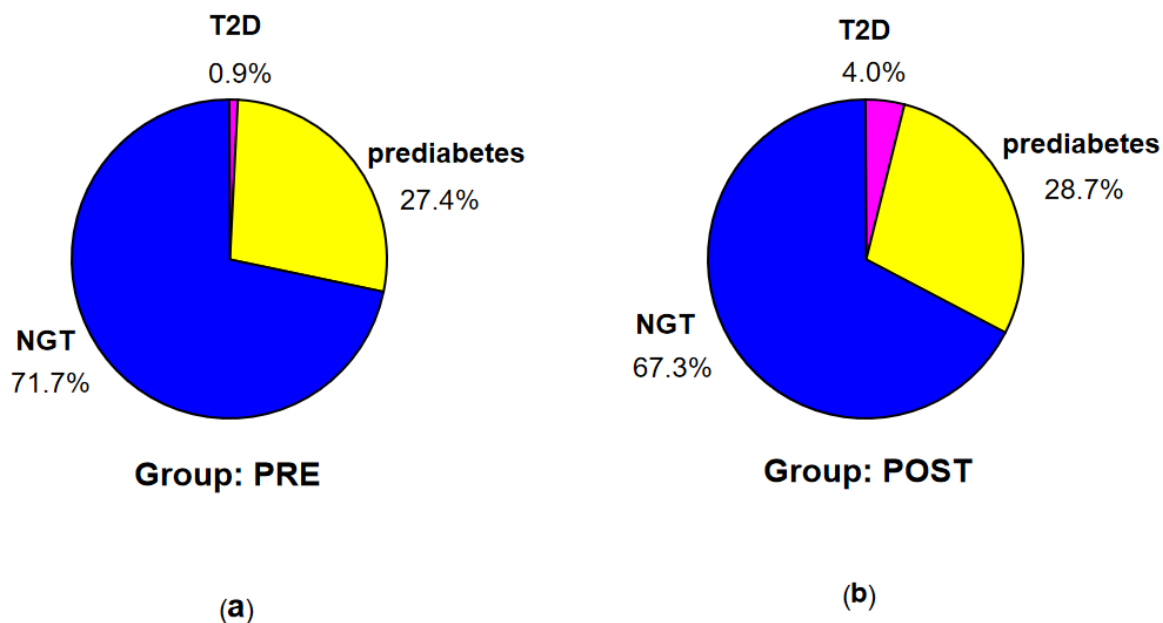 T2D
0.9%
prediabetes
27.4%
NGT
71.7%
Group: PRE
(a)
T2D
4.0%
prediabetes
28.7%
NGT
67.3%
Group: POST
(b)